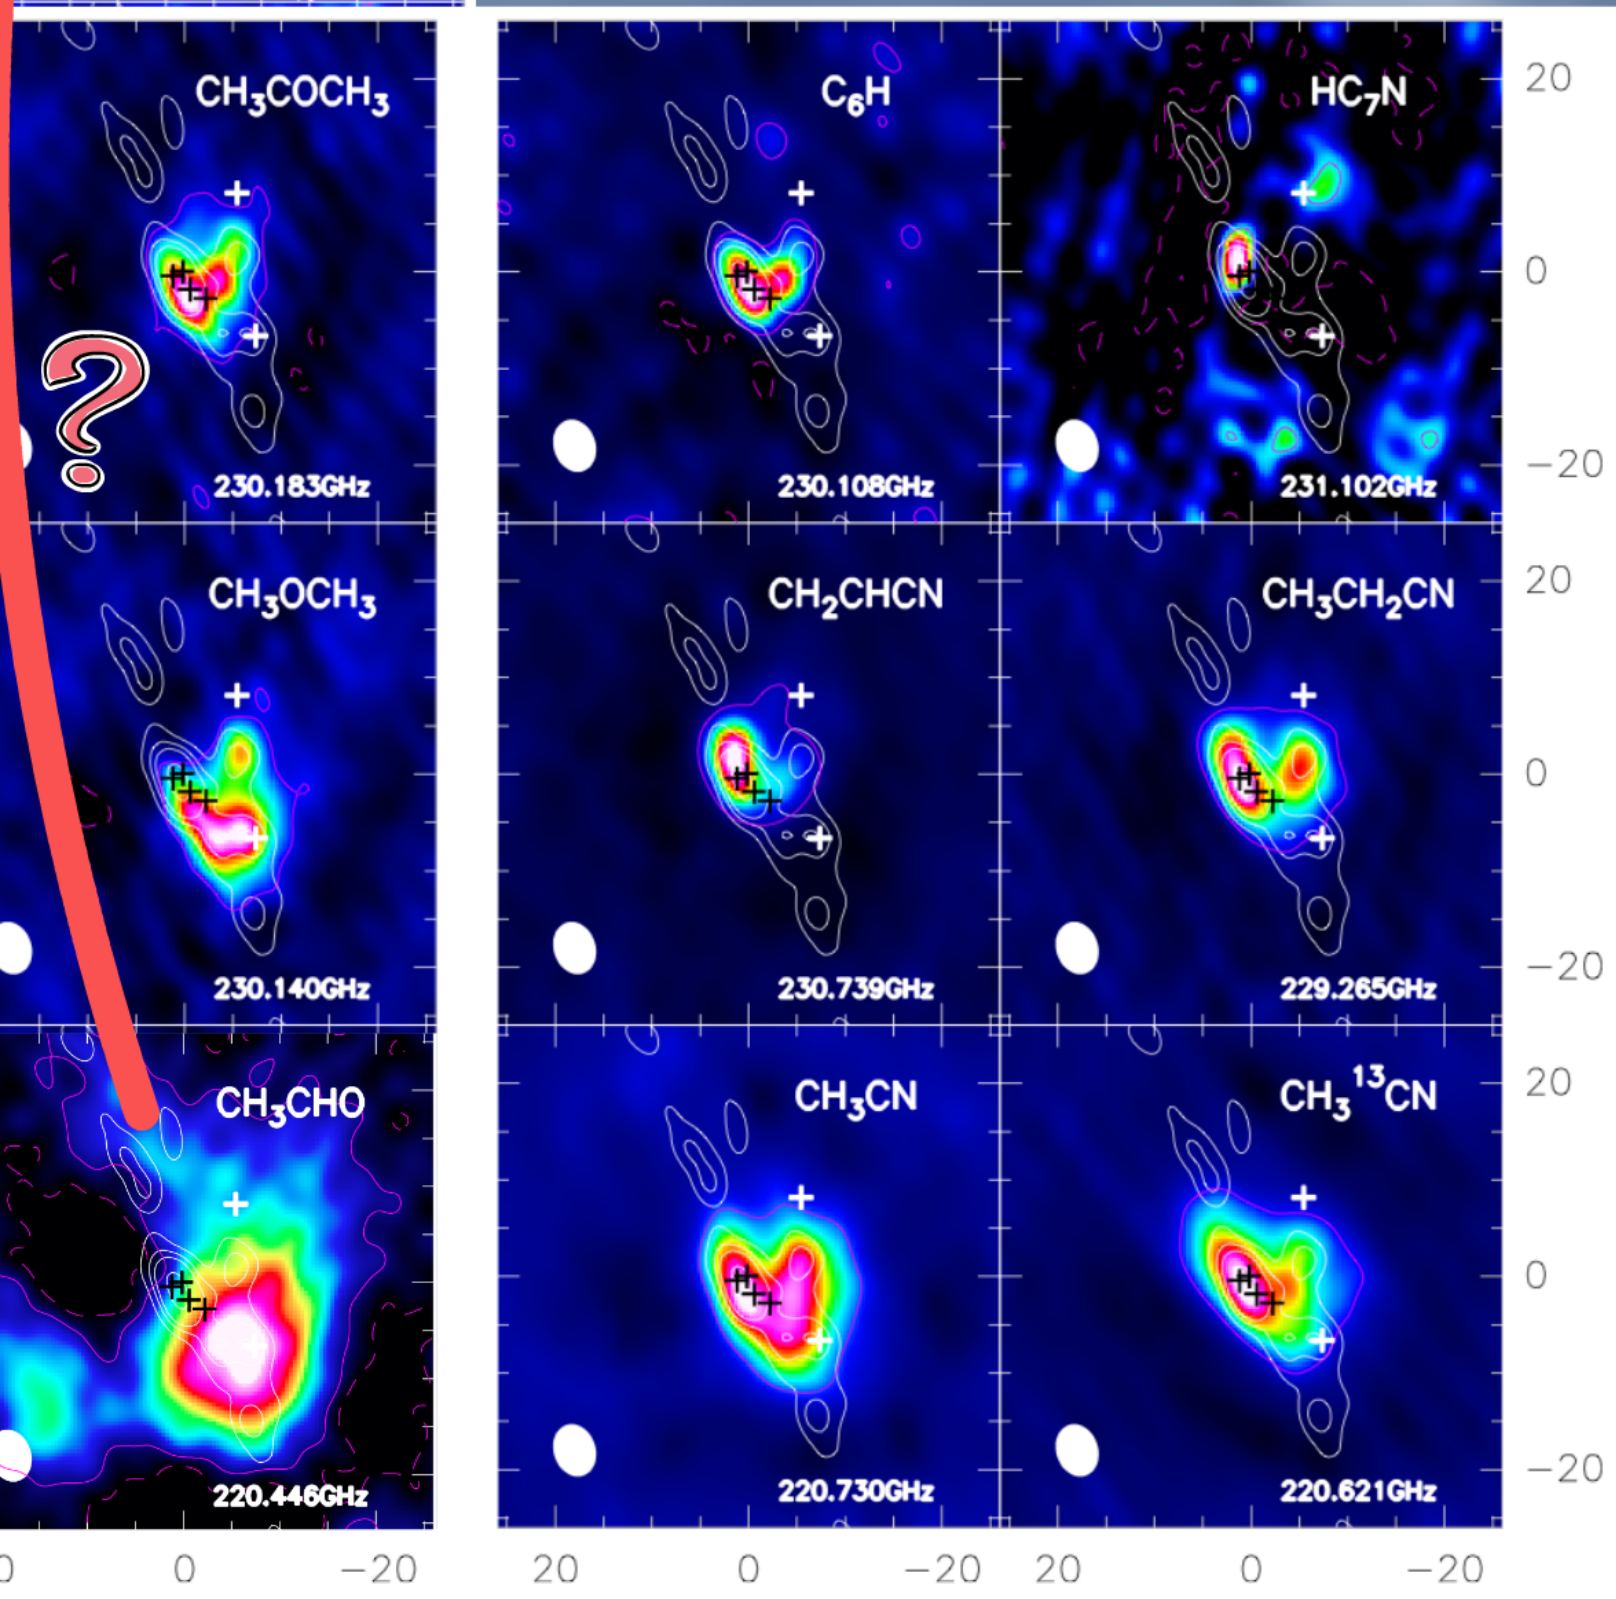 CH₃COCH₃
?
230.183GHz
C₆H
230.108GHz
HC₇N
231.102GHz
20
0
−20
CH₃OCH₃
230.140GHz
CH₂CHCN
230.739GHz
CH₃CH₂CN
229.265GHz
20
0
−20
CH₃CHO
220.446GHz
CH₃CN
220.730GHz
CH₃¹³CN
220.621GHz
20
0
−20
0 0 −20 20 0 −20 20 0 −20